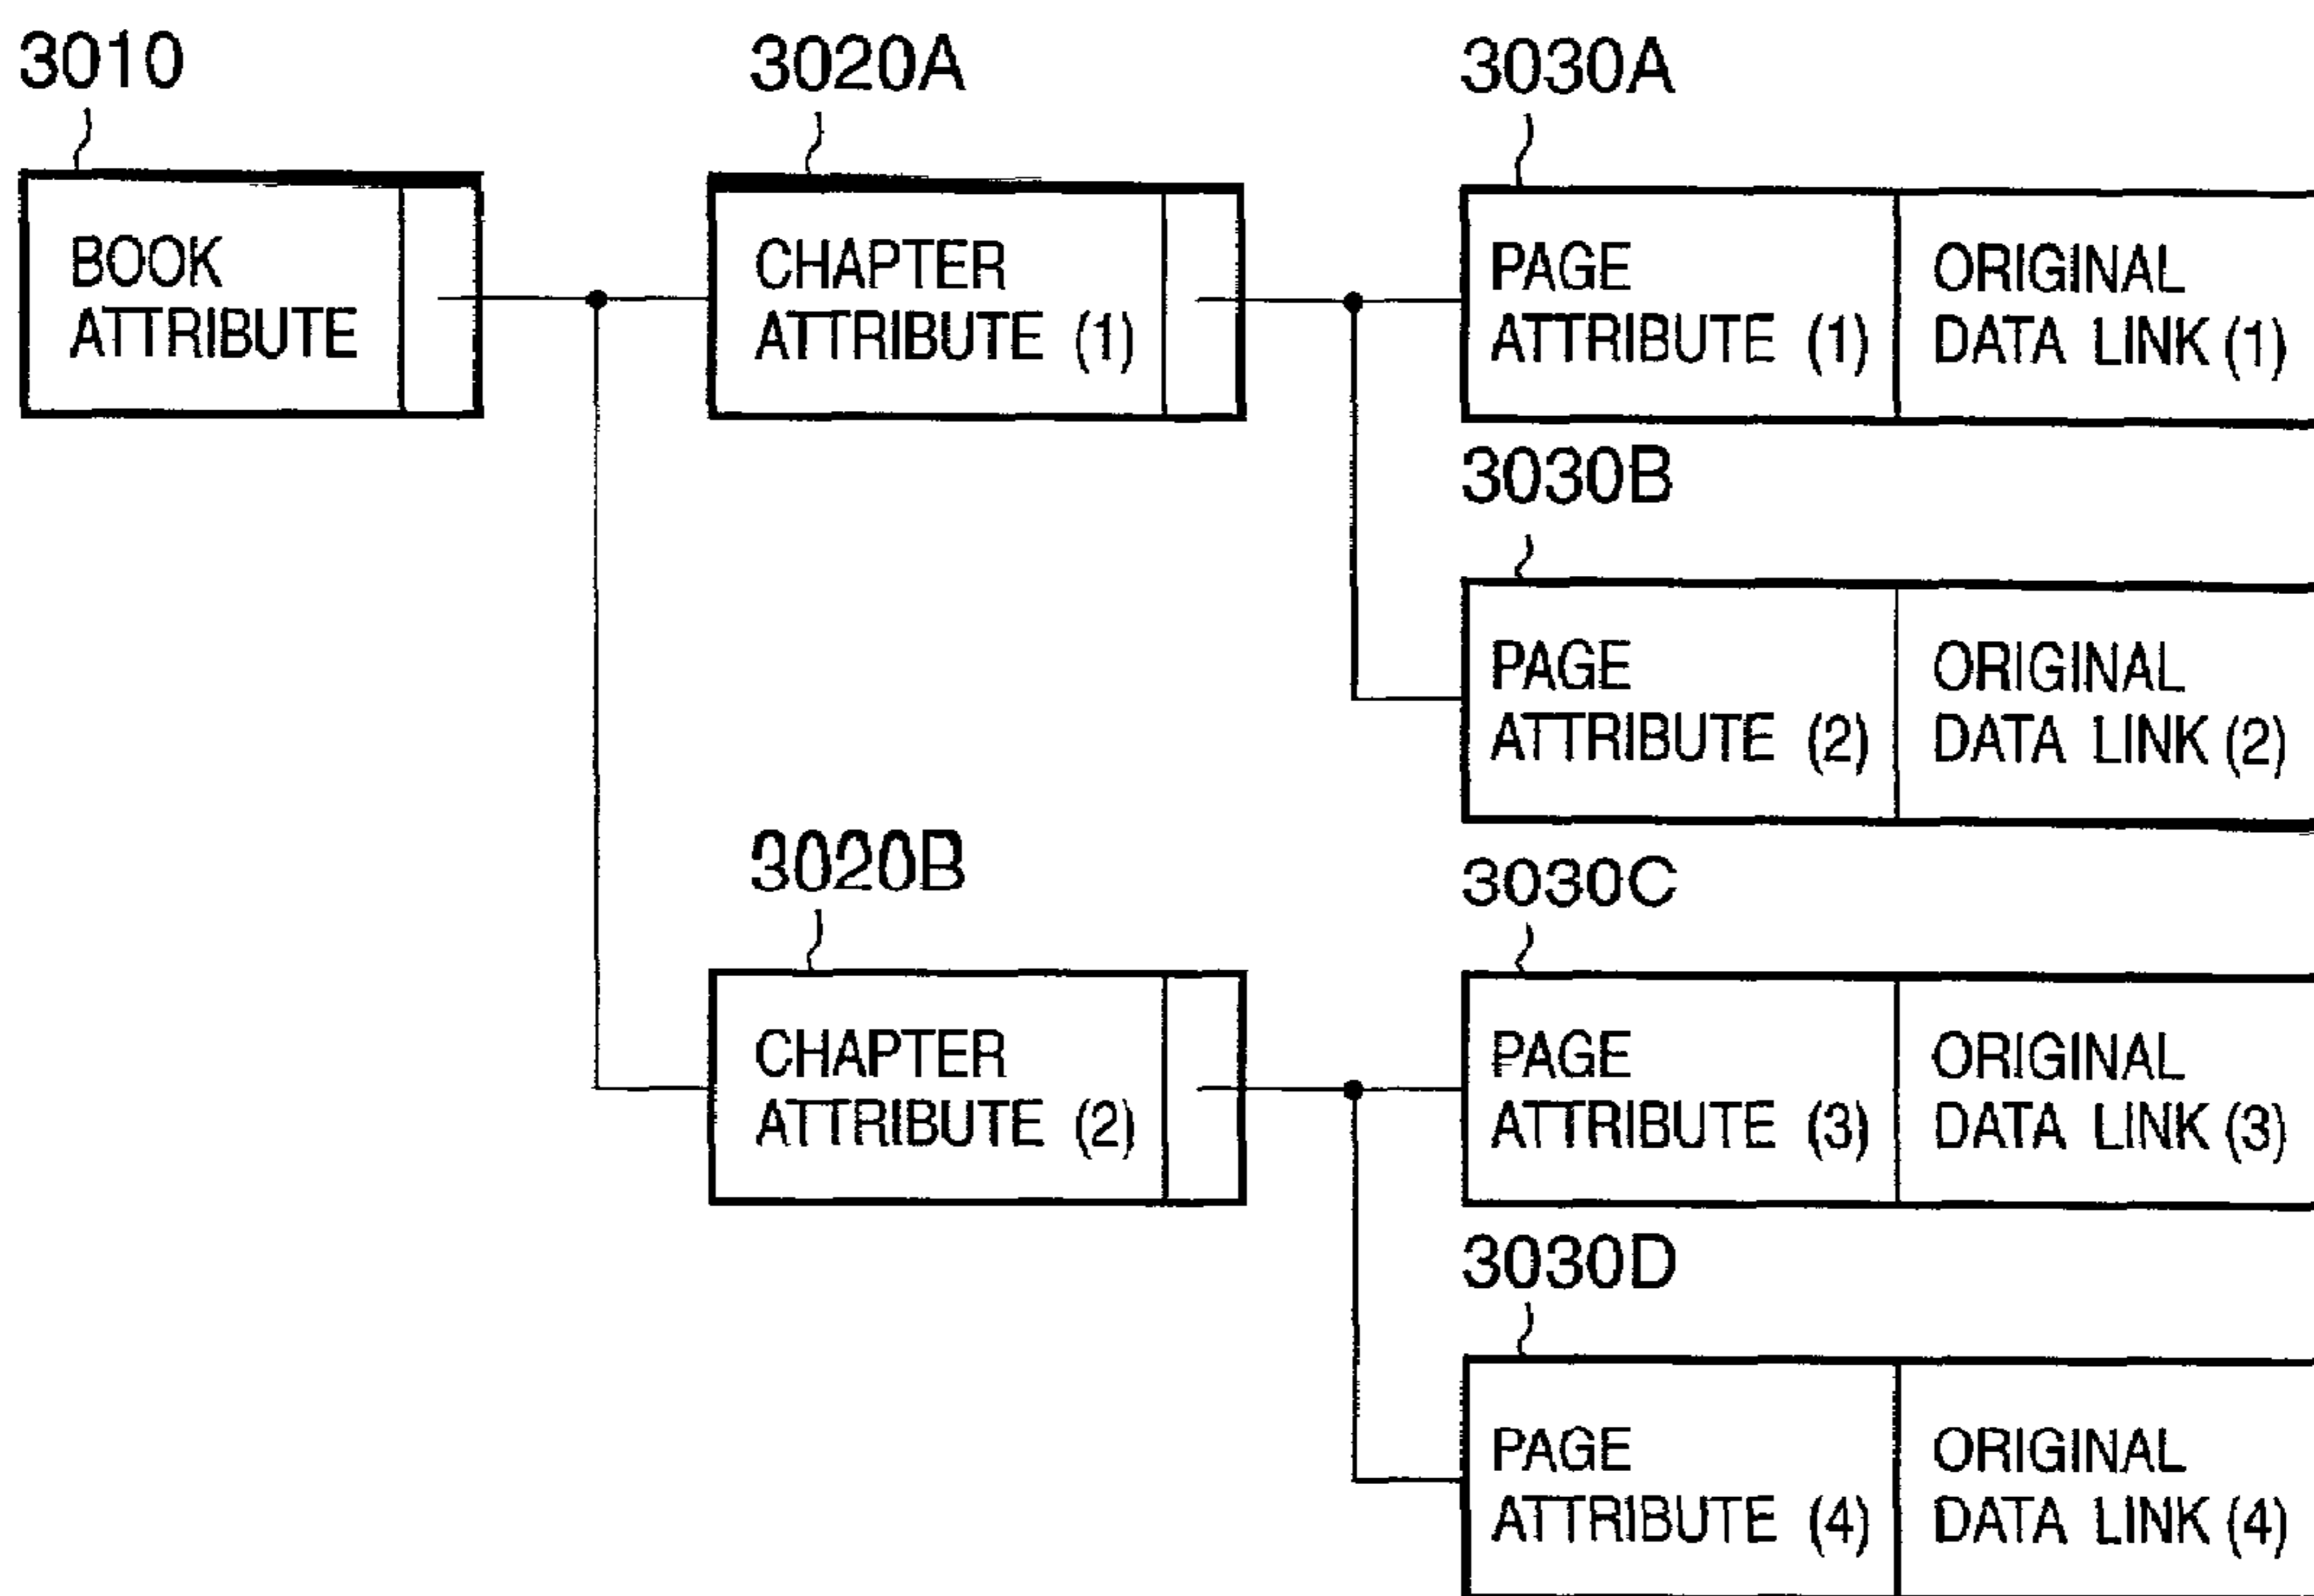 3010
3020A
3030A
BOOK
ATTRIBUTE
CHAPTER
ATTRIBUTE (1)
PAGE
ATTRIBUTE (1)
ORIGINAL
DATA LINK (1)
3030B
PAGE
ATTRIBUTE (2)
ORIGINAL
DATA LINK (2)
3020B
3030C
CHAPTER
ATTRIBUTE (2)
PAGE
ATTRIBUTE (3)
ORIGINAL
DATA LINK (3)
3030D
PAGE
ATTRIBUTE (4)
ORIGINAL
DATA LINK (4)